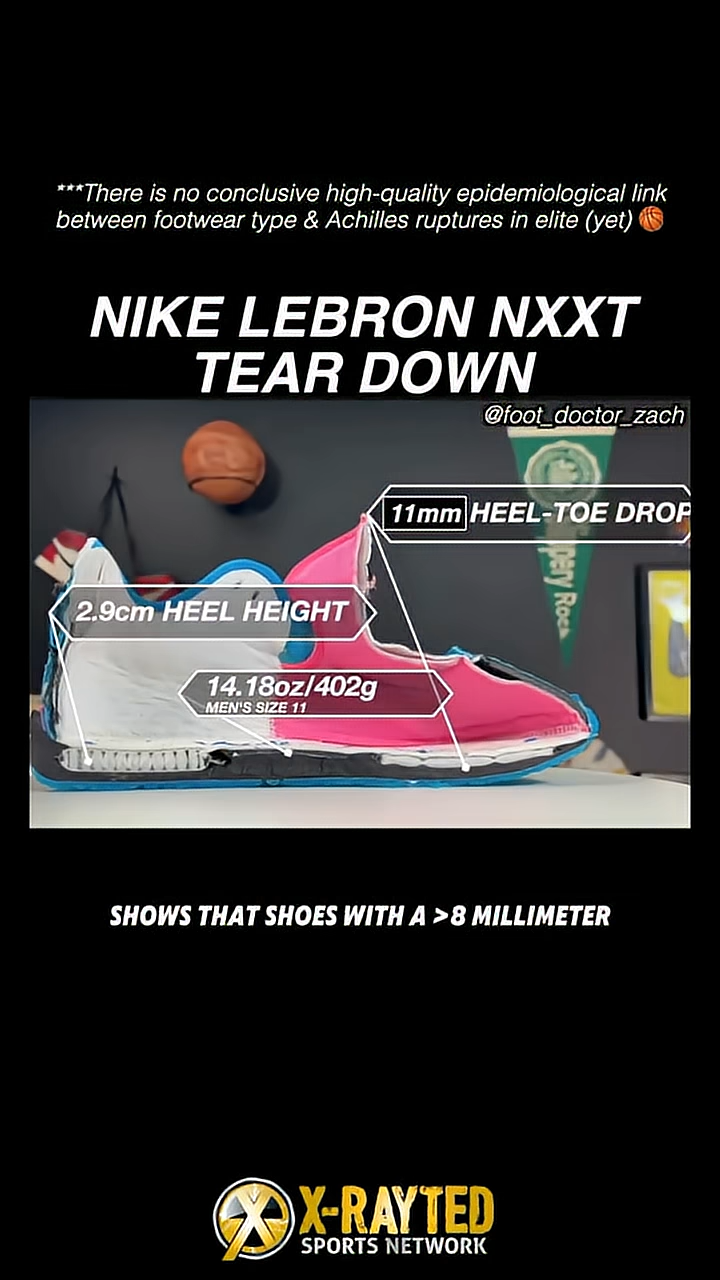 ***There is no conclusive high-quality epidemiological link
between footwear type & Achilles ruptures in elite (yet) 🏀
NIKE LEBRON NXXT
TEAR DOWN
@foot_doctor_zach
11mm HEEL-TOE DROP
2.9cm HEEL HEIGHT
14.18oz/402g
MEN'S SIZE 11
SHOWS THAT SHOES WITH A >8 MILLIMETER
X-RAYTED
SPORTS NETWORK